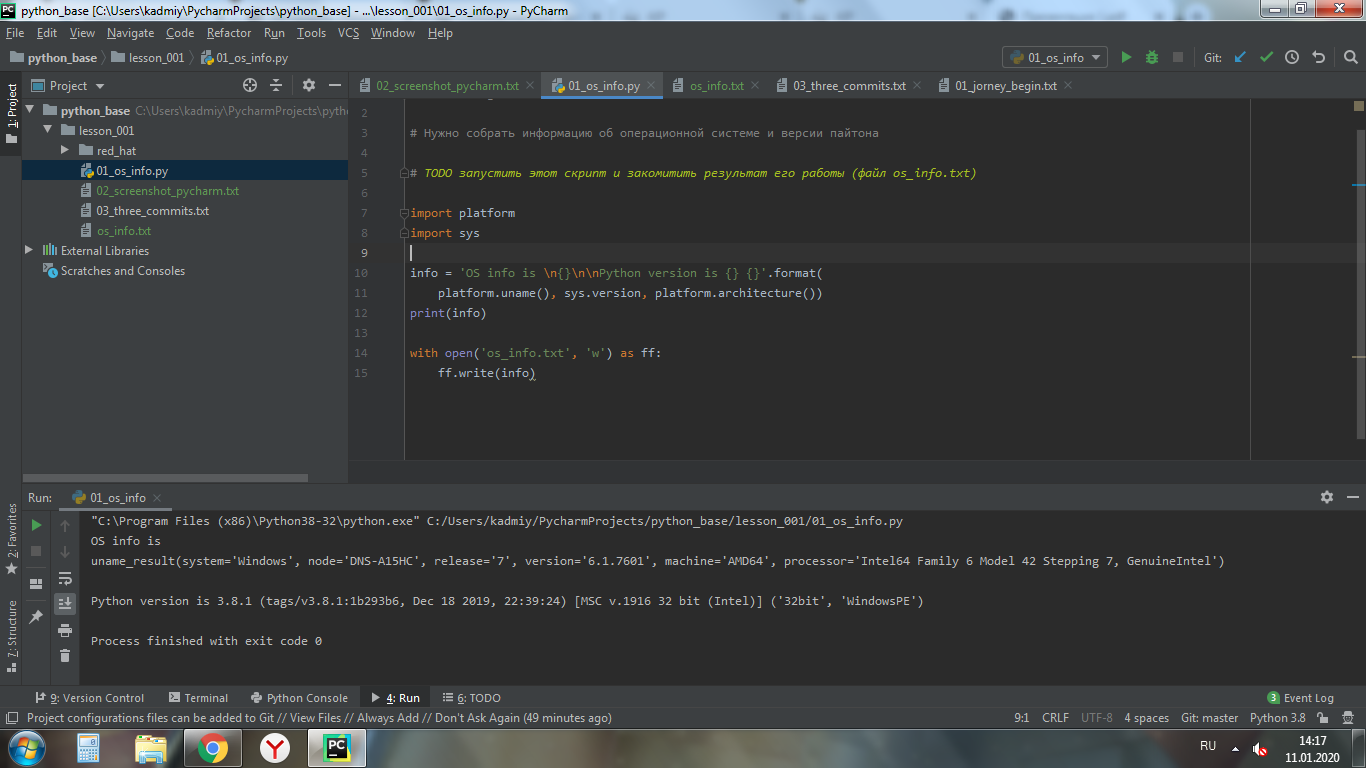 python_base [C:\Users\kadmiy\PycharmProjects\python_base] - ...\lesson_001\01_os_info.py - PyCharm
File Edit View Navigate Code Refactor Run Tools VCS Window Help
python_base lesson_001 01_os_info.py 01_os_info Git:
1: Project
Project
02_screenshot_pycharm.txt 01_os_info.py os_info.txt 03_three_commits.txt 01_jorney_begin.txt
python_base C:\Users\kadmiy\PycharmProjects\pyth
lesson_001
red_hat
01_os_info.py
02_screenshot_pycharm.txt
03_three_commits.txt
os_info.txt
External Libraries
Scratches and Consoles
2
3 # Нужно собрать информацию об операционной системе и версии пайтона
4
5 # TODO запустить этот скрипт и закомитить результат его работы (файл os_info.txt)
6
7 import platform
8 import sys
9
10 info = 'OS info is \n{}\n\nPython version is {} {}'.format(
11 platform.uname(), sys.version, platform.architecture())
12 print(info)
13
14 with open('os_info.txt', 'w') as ff:
15 ff.write(info)
Run: 01_os_info
2: Favorites
7: Structure
"C:\Program Files (x86)\Python38-32\python.exe" C:/Users/kadmiy/PycharmProjects/python_base/lesson_001/01_os_info.py
OS info is
uname_result(system='Windows', node='DNS-A15HC', release='7', version='6.1.7601', machine='AMD64', processor='Intel64 Family 6 Model 42 Stepping 7, GenuineIntel')
Python version is 3.8.1 (tags/v3.8.1:1b293b6, Dec 18 2019, 22:39:24) [MSC v.1916 32 bit (Intel)] ('32bit', 'WindowsPE')
Process finished with exit code 0
9: Version Control Terminal Python Console 4: Run 6: TODO 3 Event Log
Project configurations files can be added to Git // View Files // Always Add // Don't Ask Again (49 minutes ago) 9:1 CRLF UTF-8 4 spaces Git: master Python 3.8
PC RU 14:17
11.01.2020